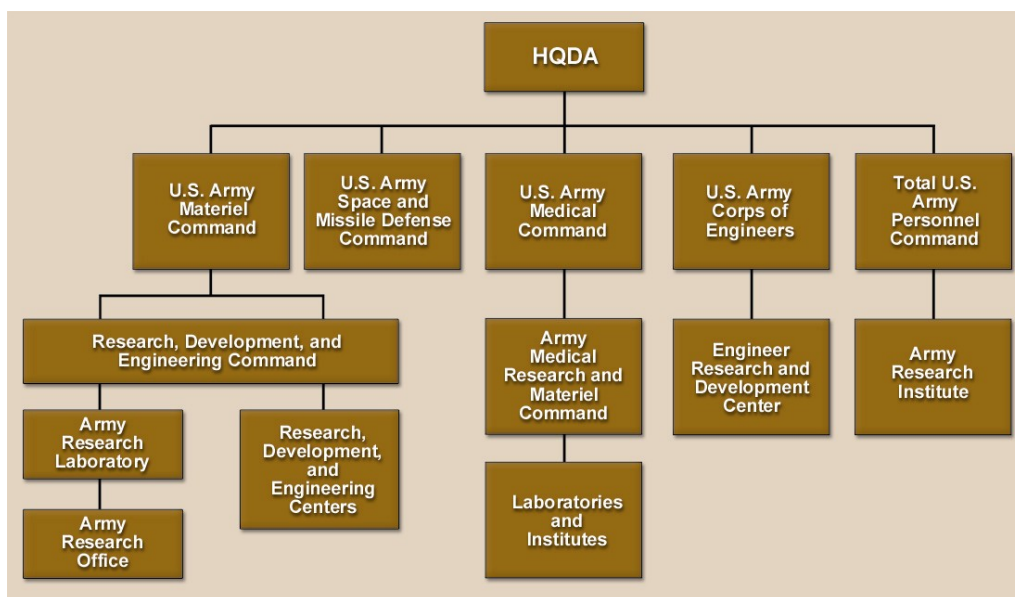 HQDA
U.S. Army
Materiel
Command
U.S. Army
Space and
Missile Defense
Command
U.S. Army
Medical
Command
U.S. Army
Corps of
Engineers
Total U.S.
Army
Personnel
Command
Research, Development, and
Engineering Command
Army
Medical
Research and
Materiel
Command
Engineer
Research and
Development
Center
Army
Research
Institute
Army
Research
Laboratory
Research,
Development,
and
Engineering
Centers
Laboratories
and
Institutes
Army
Research
Office